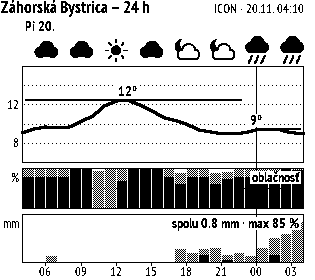 Záhorská Bystrica – 24 h
ICON - 20.11. 04:10
Pi 20.
12°
12
9°
8
%
oblačnosť
mm
spolu 0.8 mm · max 85 %
06 09 12 15 18 21 00 03